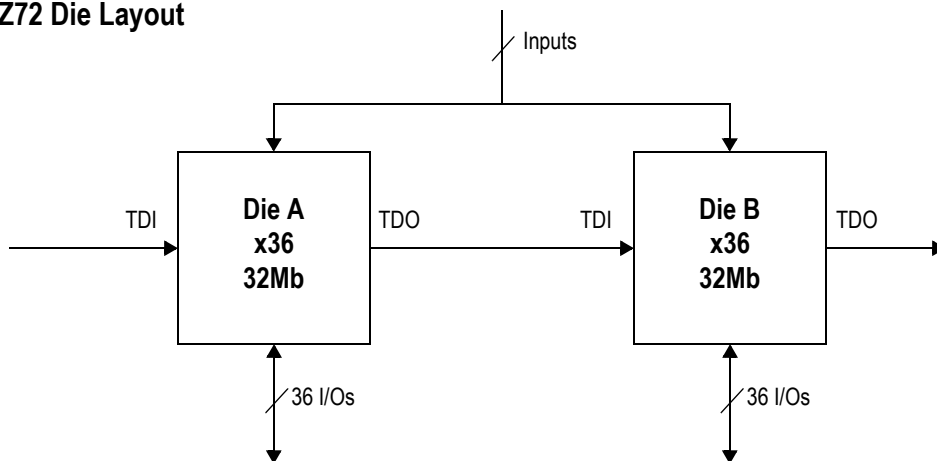 Z72 Die Layout
Inputs
TDI
Die A
x36
32Mb
TDO
TDI
Die B
x36
32Mb
TDO
36 I/Os
36 I/Os